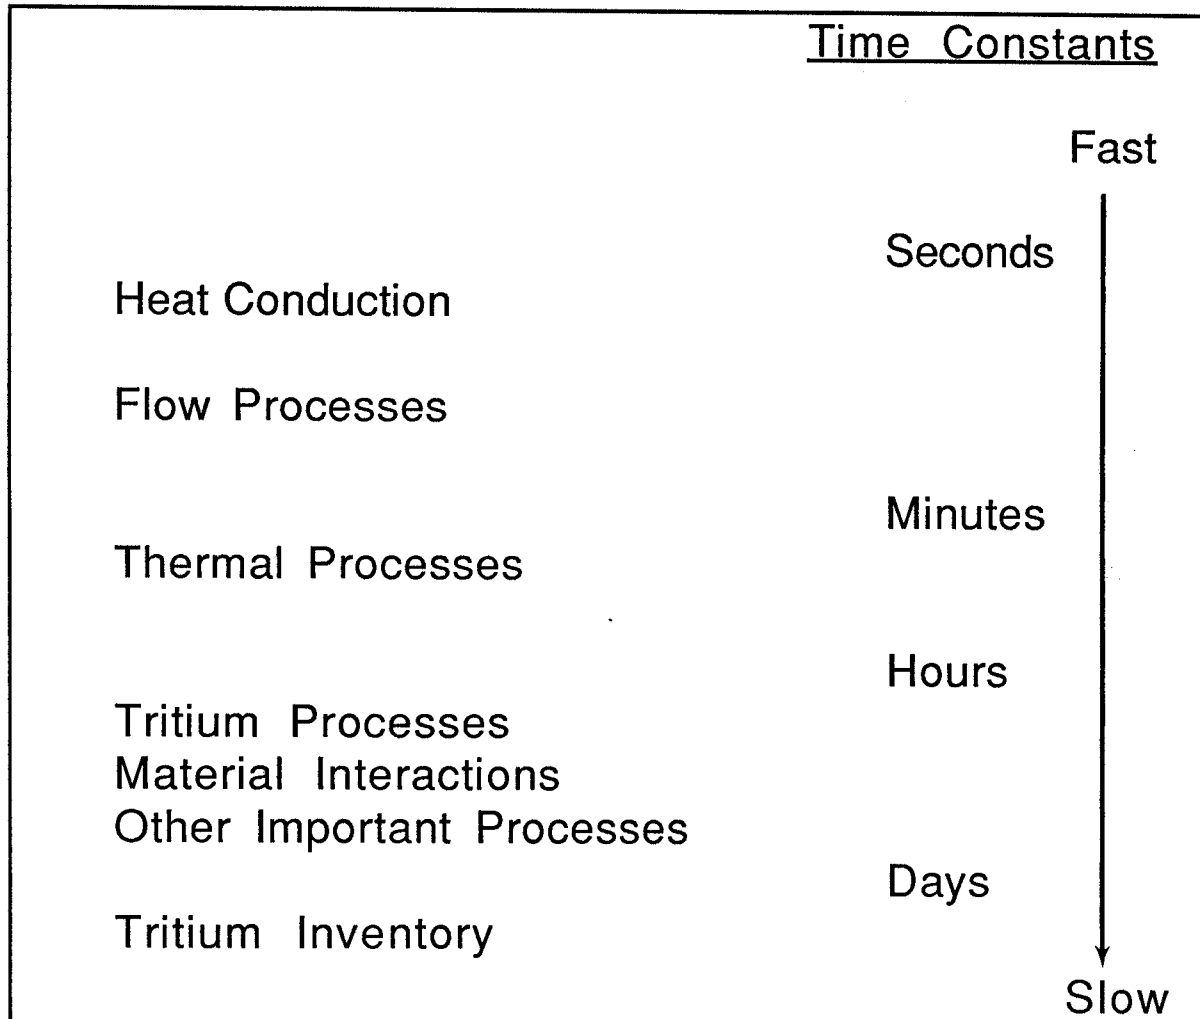 Time Constants
Fast
Seconds
Heat Conduction
Flow Processes
Minutes
Thermal Processes
Hours
Tritium Processes
Material Interactions
Other Important Processes
Days
Tritium Inventory
Slow